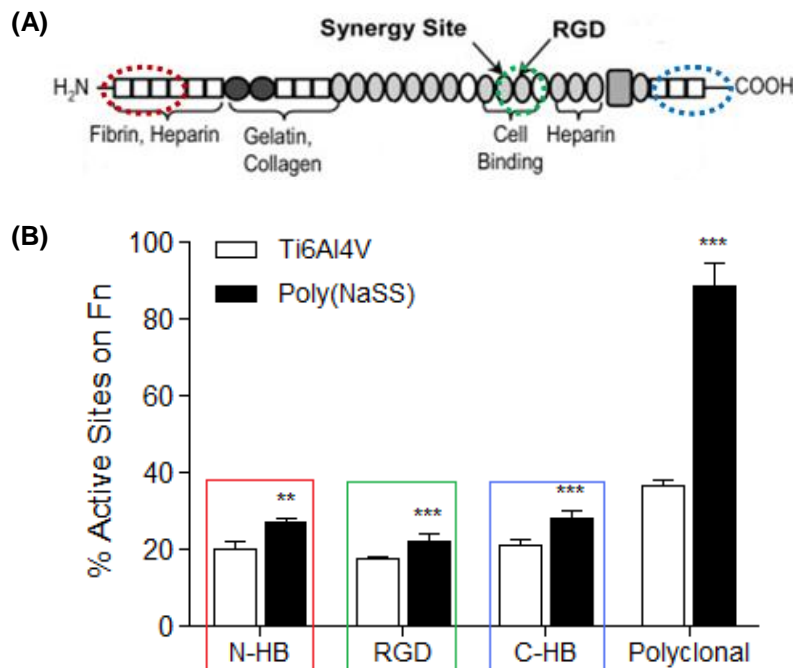 (A)
Synergy Site RGD
H₂N COOH
Fibrin, Heparin Gelatin, Collagen Cell Binding Heparin
(B)
% Active Sites on Fn
100
80
60
40
20
0
Ti6Al4V
Poly(NaSS)
** *** *** ***
N-HB RGD C-HB Polyclonal